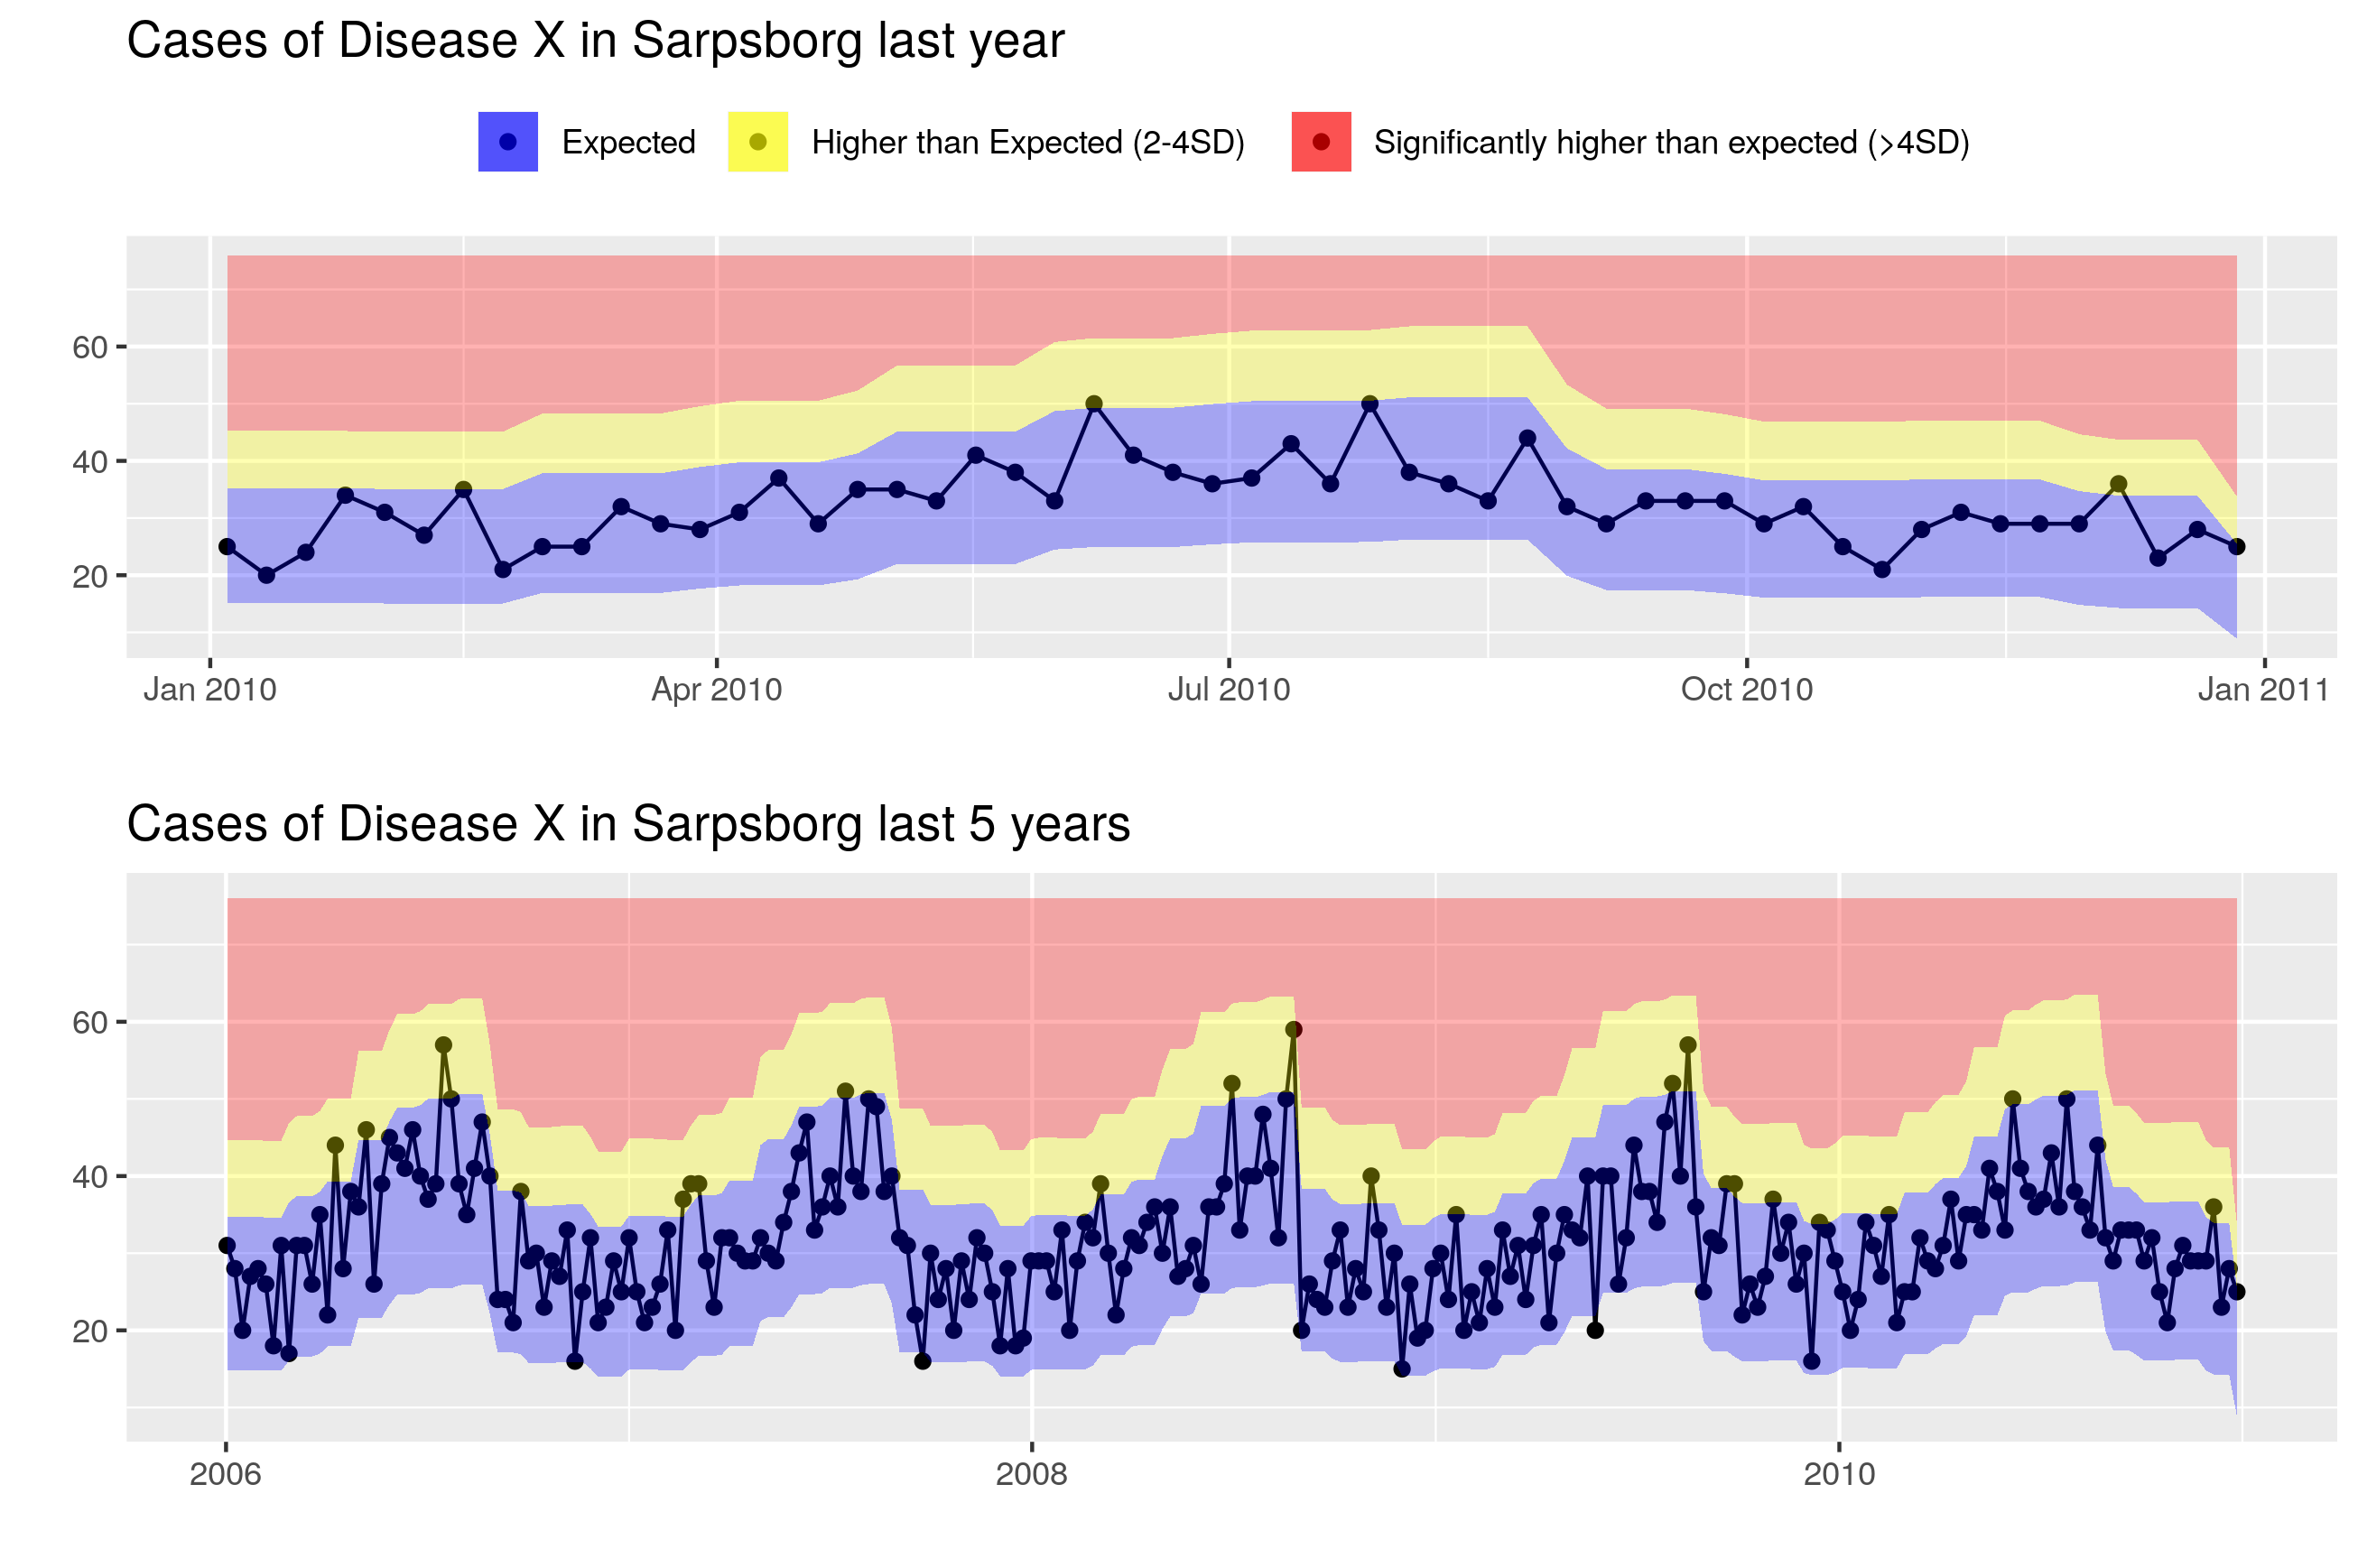 Cases of Disease X in Sarpsborg last year
Expected Higher than Expected (2-4SD) Significantly higher than expected (>4SD)
60
40
20
Jan 2010 Apr 2010 Jul 2010 Oct 2010 Jan 2011
Cases of Disease X in Sarpsborg last 5 years
60
40
20
2006 2008 2010